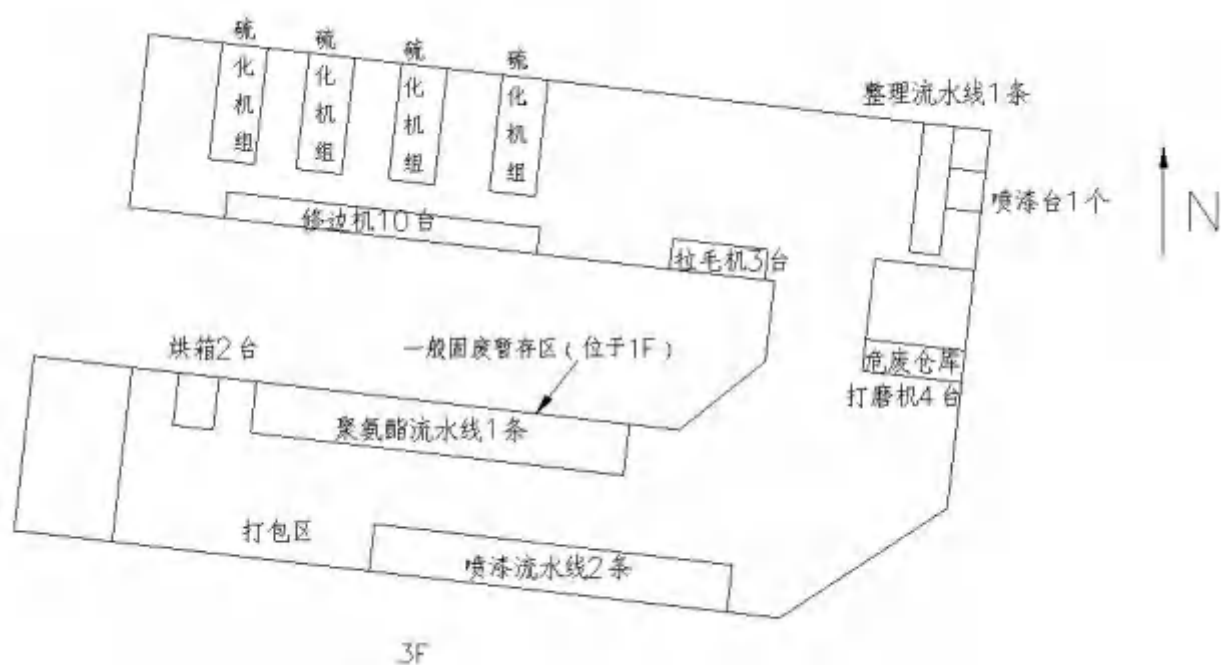 硫化机组
硫化机组
硫化机组
硫化机组
整理流水线1条
喷漆台1个
N
修边机10台
拉毛机3台
烘箱2台
一般固废暂存区(位于1F)
危废仓库
打磨机4台
聚氨酯流水线1条
打包区
喷漆流水线2条
3F